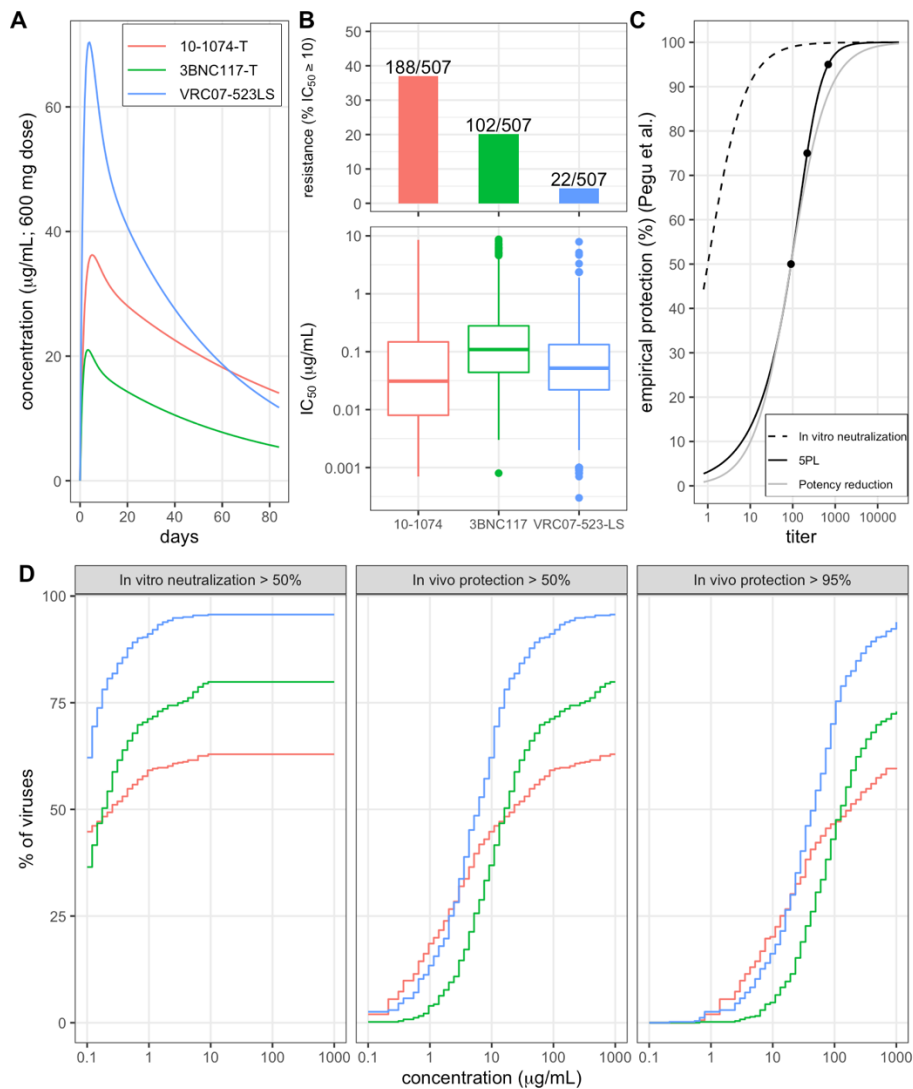 A
10-1074-T
3BNC117-T
VRC07-523LS
concentration (μg/mL; 600 mg dose)
60
40
20
0
0 20 40 60 80
days
B
resistance (% IC50 ≥ 10)
50
40
30
20
10
0
188/507
102/507
22/507
IC50 (μg/mL)
10
1
0.1
0.01
0.001
10-1074 3BNC117 VRC07-523-LS
C
empirical protection (%) (Pegu et al.)
100
90
80
70
60
50
40
30
20
10
0
In vitro neutralization
5PL
Potency reduction
1 10 100 1000 10000
titer
D
In vitro neutralization > 50% In vivo protection > 50% In vivo protection > 95%
% of viruses
100
75
50
25
0
0.1 1 10 100 1000 0.1 1 10 100 1000 0.1 1 10 100 1000
concentration (μg/mL)